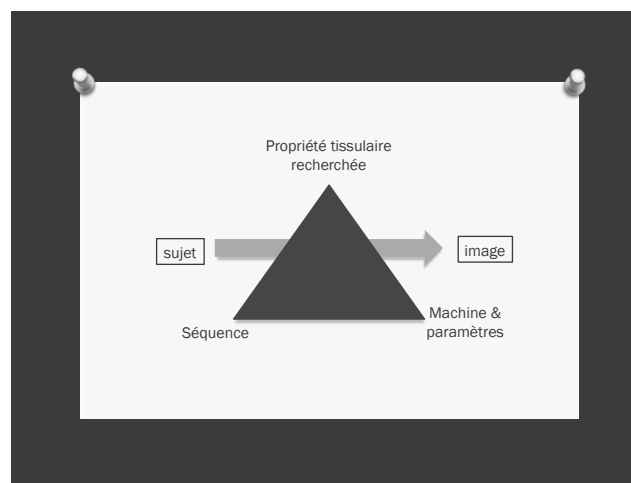 Propriété tissulaire
recherchée
sujet
image
Séquence
Machine &
paramètres